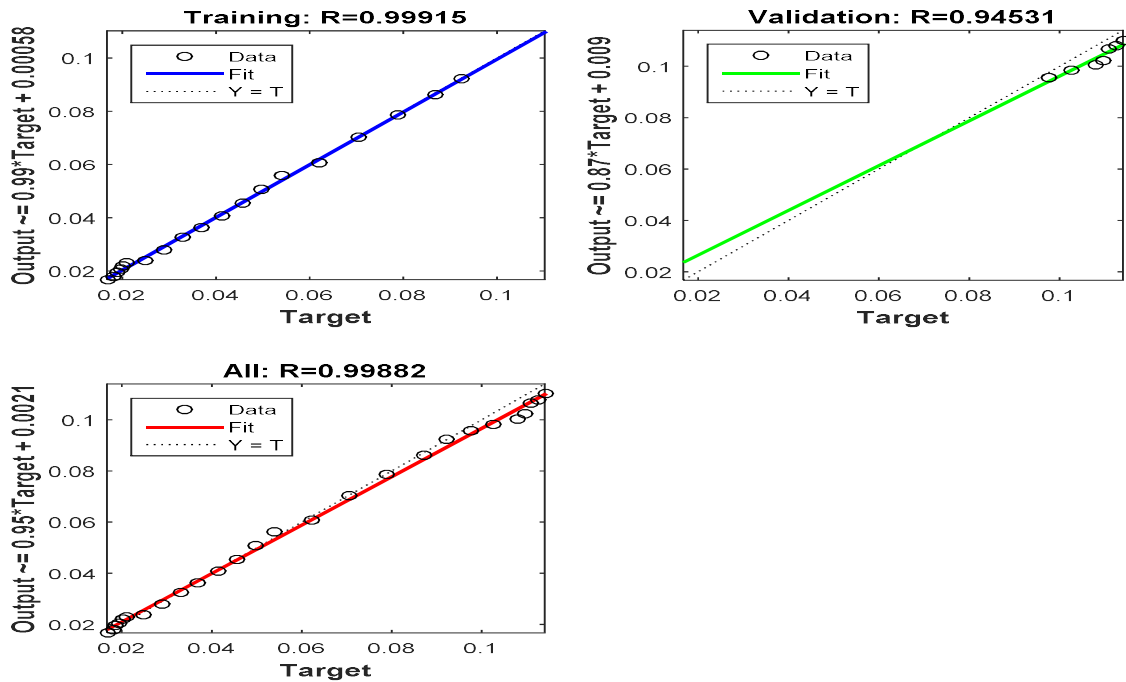 Training: R=0.99915
Output ~= 0.99*Target + 0.00058
0.1
0.08
0.06
0.04
0.02
Data
Fit
Y = T
0.02 0.04 0.06 0.08 0.1
Target
Validation: R=0.94531
Output ~= 0.87*Target + 0.009
0.1
0.08
0.06
0.04
0.02
Data
Fit
Y = T
0.02 0.04 0.06 0.08 0.1
Target
All: R=0.99882
Output ~= 0.95*Target + 0.0021
0.1
0.08
0.06
0.04
0.02
Data
Fit
Y = T
0.02 0.04 0.06 0.08 0.1
Target